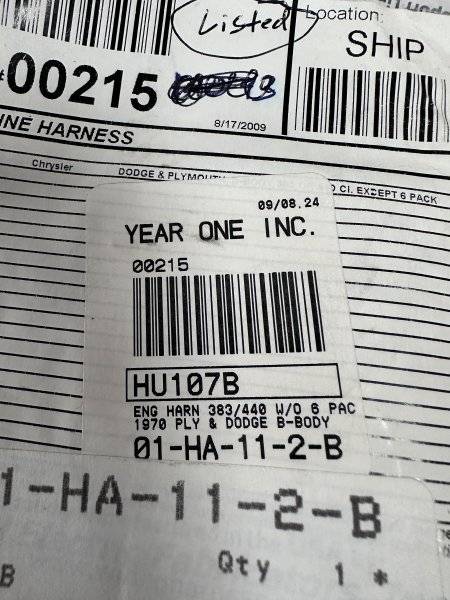 Listed
Location:
SHIP
00215
8/17/2009
INE HARNESS
Chrysler
DODGE &
CI. EXCEPT 6 PACK
09/08.24
YEAR ONE INC.
00215
HU107B
ENG HARN 383/440 W/O 6 PAC
1970 PLY & DODGE B-BODY
01-HA-11-2-B
1-HA-11-2-B
B
Qty 1 *